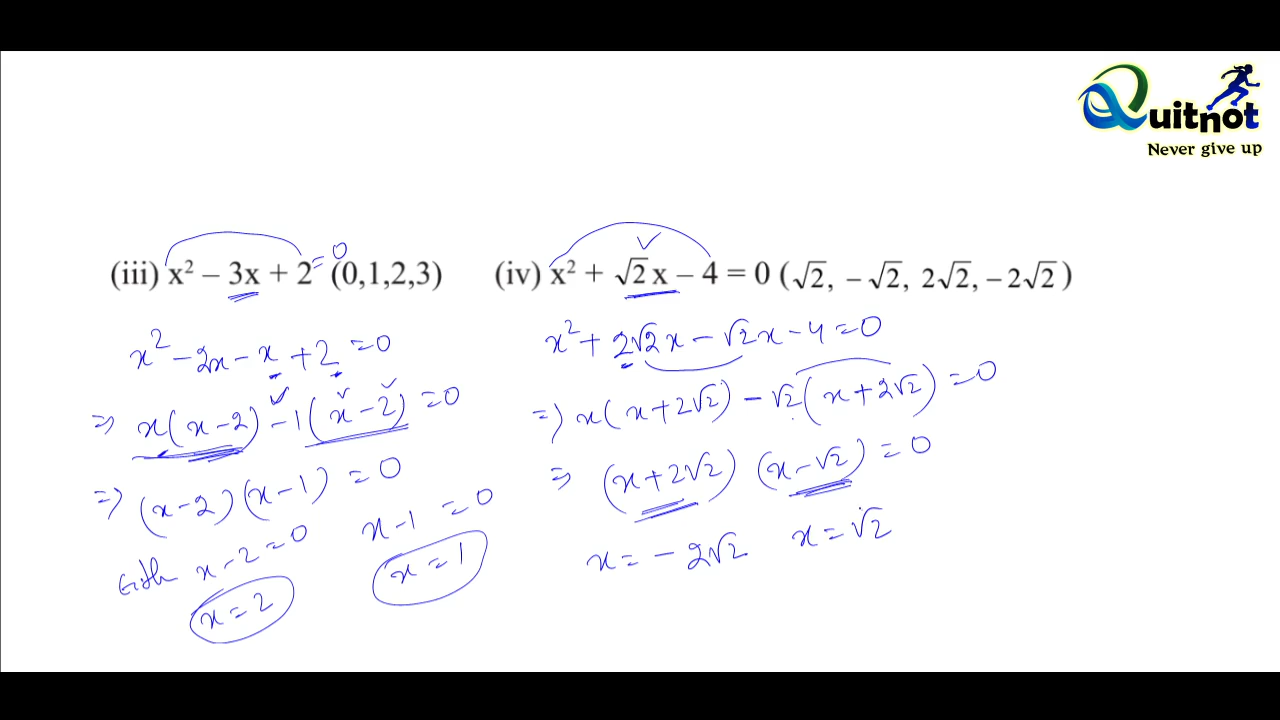 Quitnot
Never give up
(iii) x² – 3x + 2 = 0 (0,1,2,3)
x² – 2x – x + 2 = 0
=> x(x – 2) – 1(x – 2) = 0
=> (x – 2)(x – 1) = 0
x – 2 = 0 x – 1 = 0
x = 2 x = 1
(iv) x² + √2 x – 4 = 0 (√2, – √2, 2√2, – 2√2)
x² + 2√2 x – √2 x – 4 = 0
=> x(x + 2√2) – √2(x + 2√2) = 0
=> (x + 2√2) (x – √2) = 0
x = – 2√2 x = √2